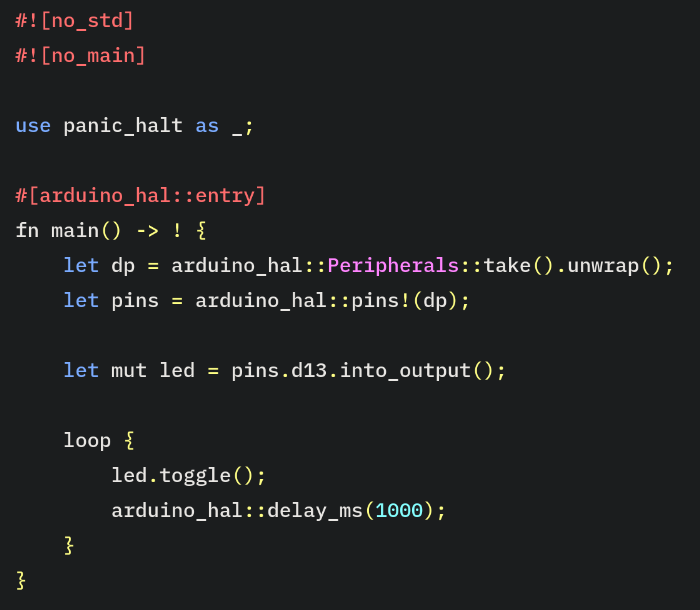 #![no_std]
#![no_main]

use panic_halt as _;

#[arduino_hal::entry]
fn main() -> ! {
    let dp = arduino_hal::Peripherals::take().unwrap();
    let pins = arduino_hal::pins!(dp);

    let mut led = pins.d13.into_output();

    loop {
        led.toggle();
        arduino_hal::delay_ms(1000);
    }
}